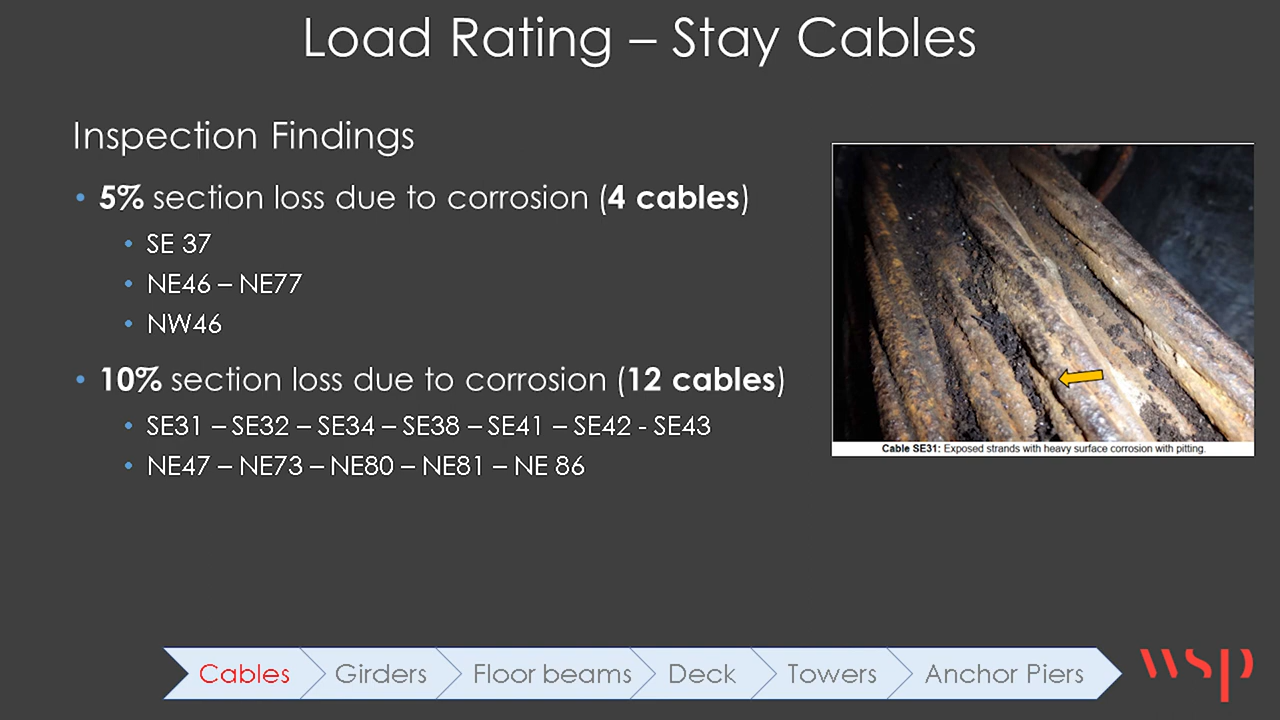 Load Rating – Stay Cables
Inspection Findings
• 5% section loss due to corrosion (4 cables)
• SE 37
• NE46 – NE77
• NW46
• 10% section loss due to corrosion (12 cables)
• SE31 – SE32 – SE34 – SE38 – SE41 – SE42 - SE43
• NE47 – NE73 – NE80 – NE81 – NE 86
Cable SE31: Exposed strands with heavy surface corrosion with pitting.
Cables Girders Floor beams Deck Towers Anchor Piers
wsp